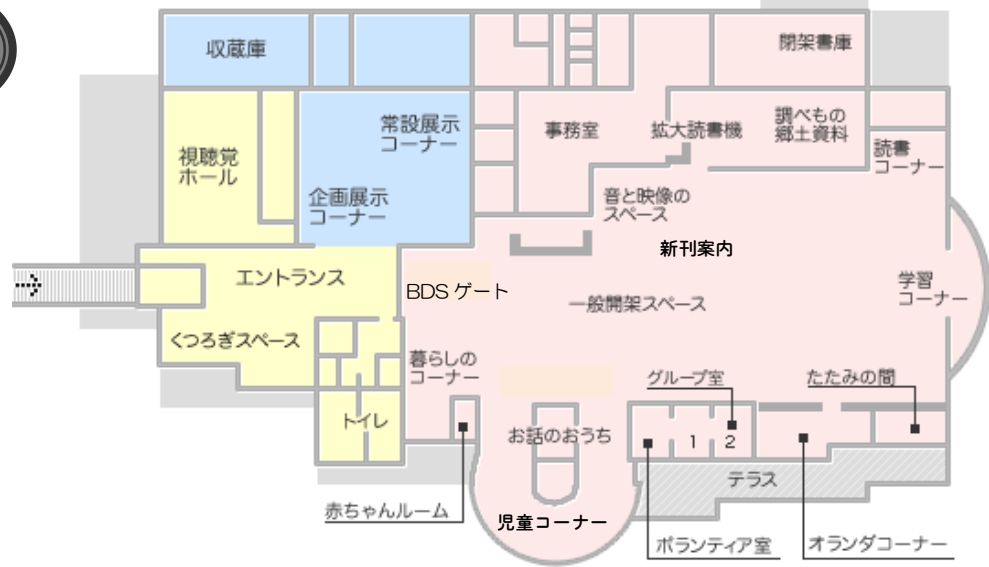 収蔵庫
閉架書庫
常設展示
コーナー
事務室
拡大読書機
調べもの
郷土資料
視聴覚
ホール
読書
コーナー
企画展示
コーナー
音と映像の
スペース
新刊案内
エントランス
BDS ゲート
一般開架スペース
学習
コーナー
くつろぎスペース
暮らしの
コーナー
グループ室
たたみの間
トイレ
お話のおうち
1
2
テラス
赤ちゃんルーム
児童コーナー
ボランティア室
オランダコーナー